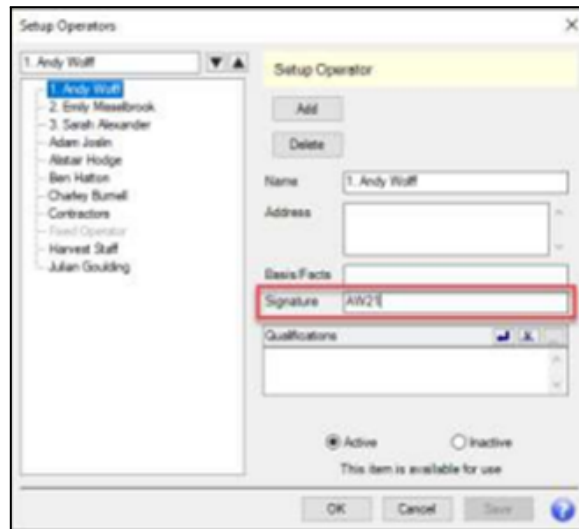 Setup Operators
1. Andy Wolff
1. Andy Wolff
2. Emily Misselbrook
3. Sarah Alexander
Adam Joslin
Alistair Hodge
Ben Hatton
Charley Burnell
Contractors
Fixed Operator
Harvest Staff
Julian Goulding
Setup Operator
Add
Delete
Name 1. Andy Wolff
Address
Basis/Facts
Signature AW21
Qualifications
Active Inactive
This item is available for use
OK Cancel Save